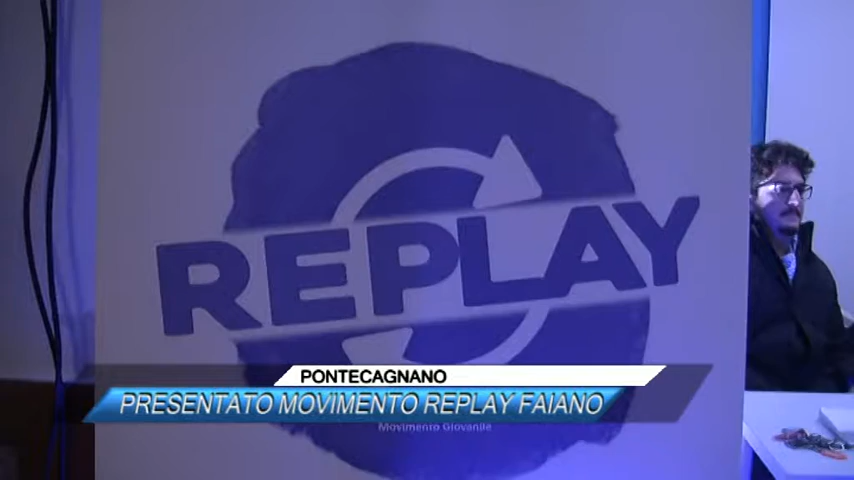 REPLAY
PONTECAGNANO
PRESENTATO MOVIMENTO REPLAY FAIANO
Movimento Giovanile